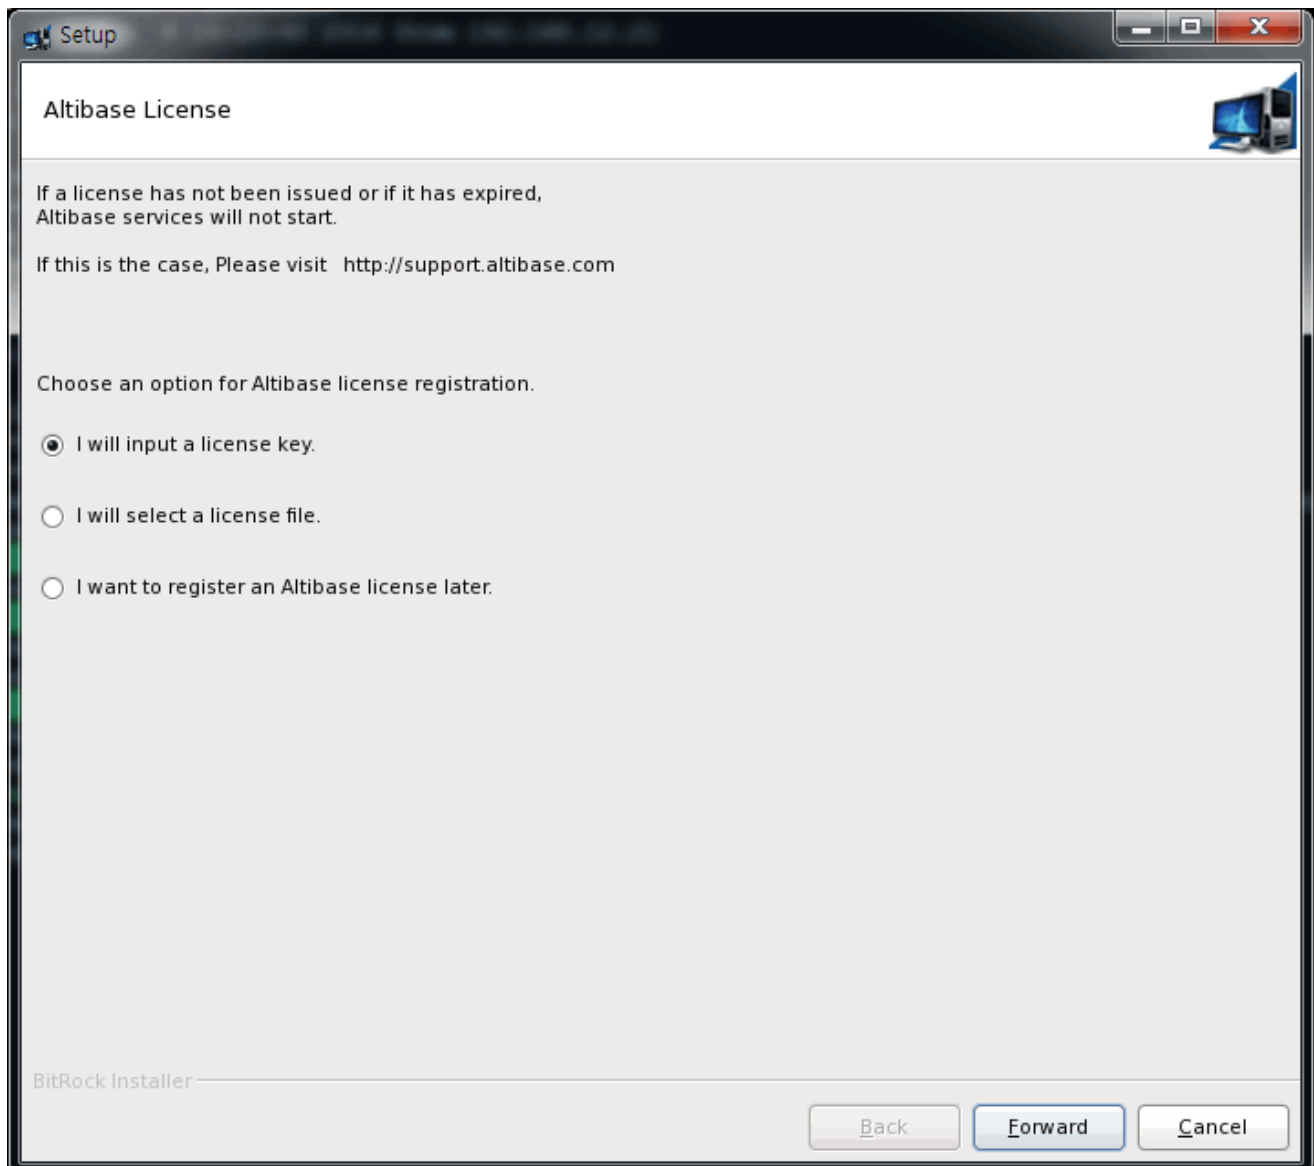 Setup
Altibase License
If a license has not been issued or if it has expired,
Altibase services will not start.
If this is the case, Please visit http://support.altibase.com
Choose an option for Altibase license registration.
I will input a license key.
I will select a license file.
I want to register an Altibase license later.
BitRock Installer
Back
Forward
Cancel